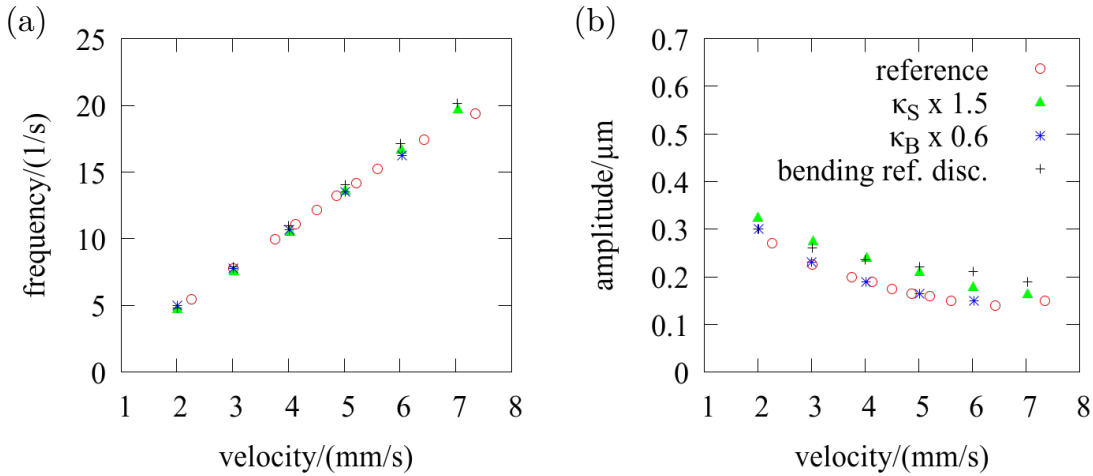 (a)
25
20
15
10
5
0
frequency/(1/s)
1 2 3 4 5 6 7 8
velocity/(mm/s)
(b)
0.7
0.6
0.5
0.4
0.3
0.2
0.1
0
amplitude/μm
reference
κS x 1.5
κB x 0.6
bending ref. disc.
1 2 3 4 5 6 7 8
velocity/(mm/s)